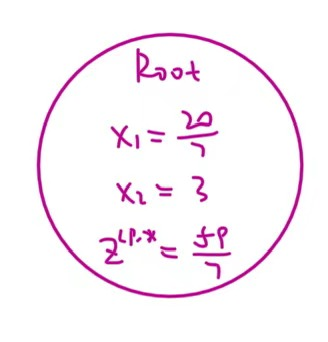 Root
x₁ = 20/7
x₂ = 3
Z^{LP,*} = 59/7